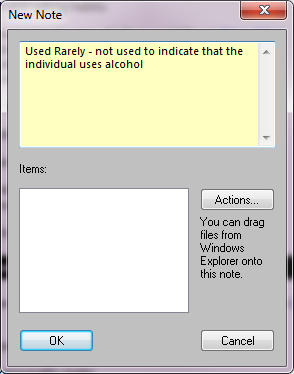 New Note
Used Rarely - not used to indicate that the
individual uses alcohol
Items:
Actions...
You can drag
files from
Windows
Explorer onto
this note.
OK
Cancel